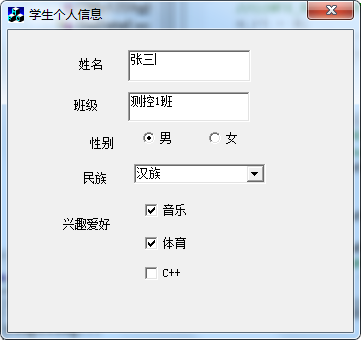 学生个人信息
姓名 张三
班级 测控1班
性别 男 女
民族 汉族
音乐
兴趣爱好
体育
C++